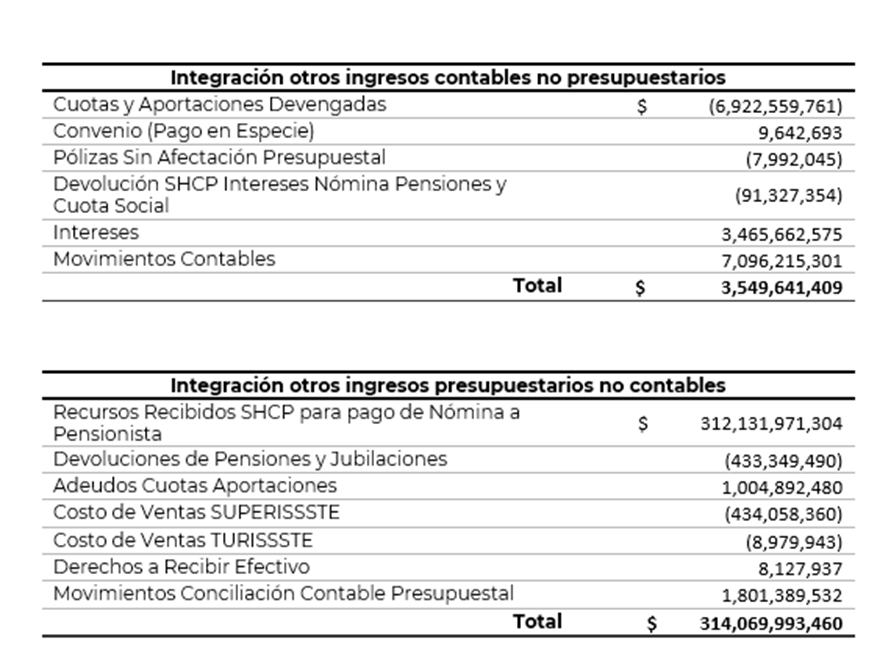 Integración otros ingresos contables no presupuestarios
Cuotas y Aportaciones Devengadas $ (6,922,559,761)
Convenio (Pago en Especie) 9,642,693
Pólizas Sin Afectación Presupuestal (7,992,045)
Devolución SHCP Intereses Nómina Pensiones y
Cuota Social (91,327,354)
Intereses 3,465,662,575
Movimientos Contables 7,096,215,301
Total $ 3,549,641,409
Integración otros ingresos presupuestarios no contables
Recursos Recibidos SHCP para pago de Nómina a
Pensionista $ 312,131,971,304
Devoluciones de Pensiones y Jubilaciones (433,349,490)
Adeudos Cuotas Aportaciones 1,004,892,480
Costo de Ventas SUPERISSSTE (434,058,360)
Costo de Ventas TURISSSTE (8,979,943)
Derechos a Recibir Efectivo 8,127,937
Movimientos Conciliación Contable Presupuestal 1,801,389,532
Total $ 314,069,993,460